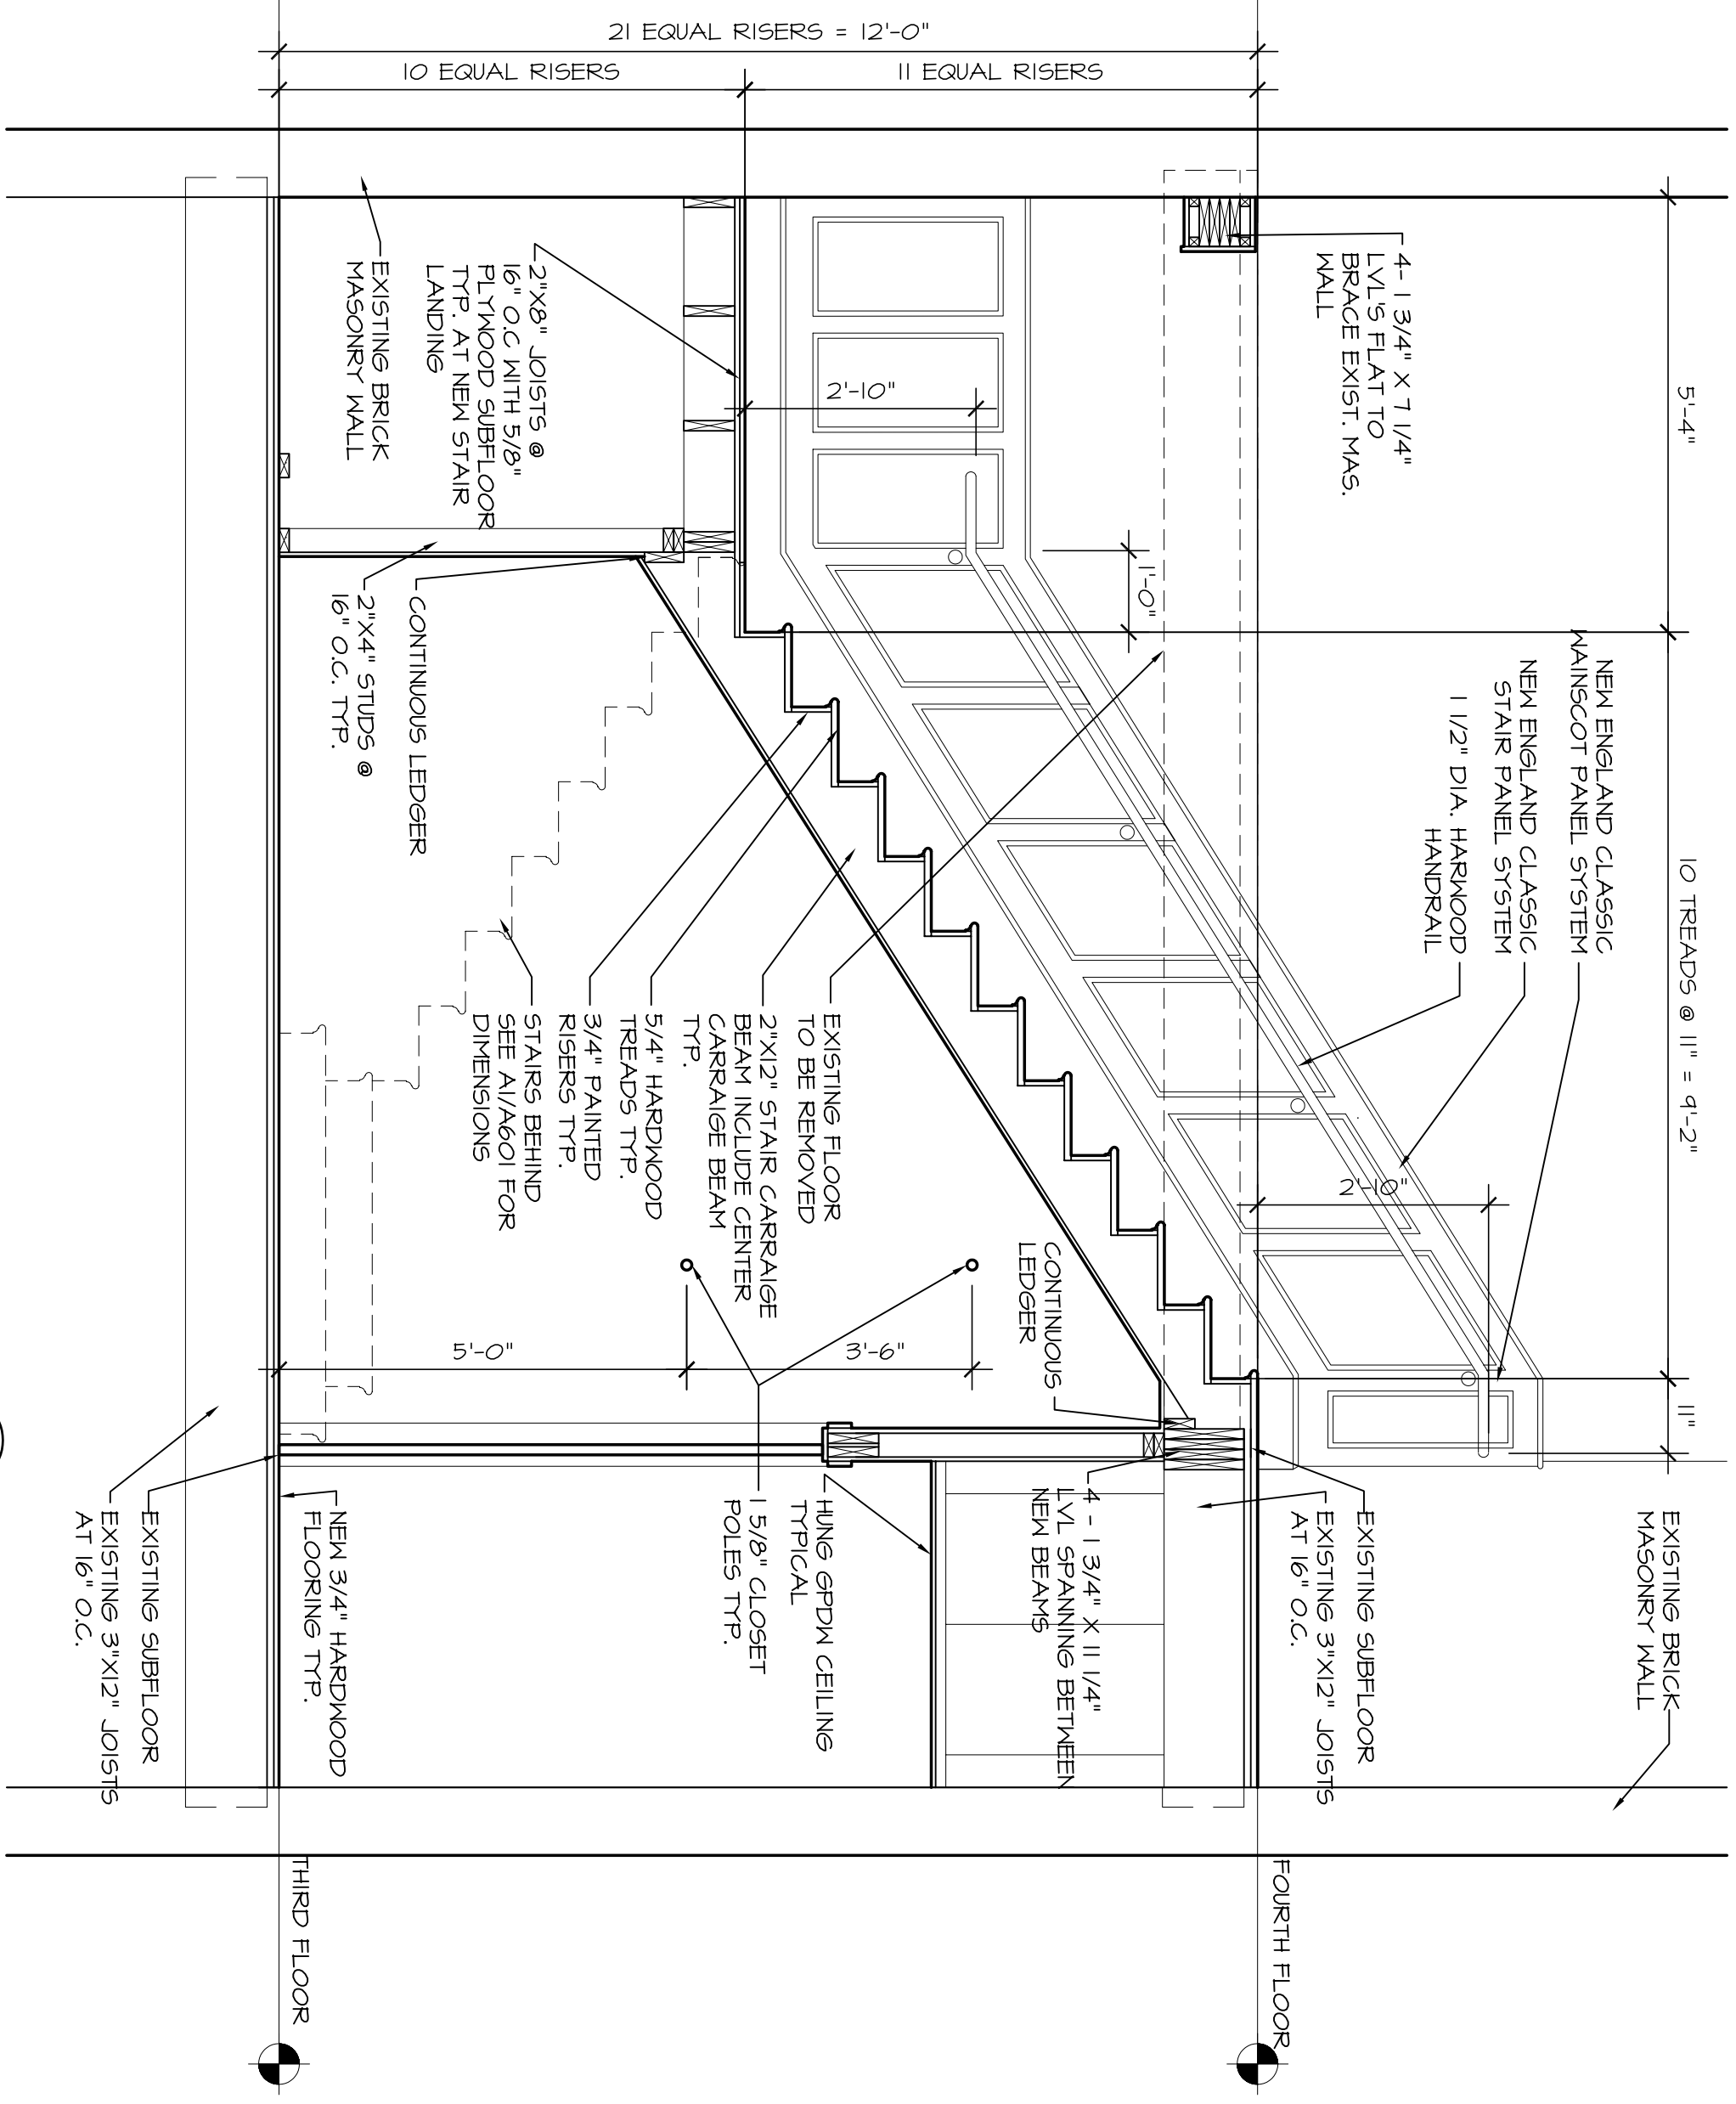 21 EQUAL RISERS = 12'-0"
10 EQUAL RISERS
11 EQUAL RISERS
4- 1 3/4" X 7 1/4"
LVL'S FLAT TO
BRACE EXIST. MAS.
WALL
5'-4"
2'-10"
2"X8" JOISTS @
16" O.C WITH 5/8"
PLYWOOD SUBFLOOR
TYP. AT NEW STAIR
LANDING
EXISTING BRICK
MASONRY WALL
1'-0"
NEW ENGLAND CLASSIC
WAINSCOT PANEL SYSTEM
NEW ENGLAND CLASSIC
STAIR PANEL SYSTEM
1 1/2" DIA. HARWOOD
HANDRAIL
10 TREADS @ 11" = 9'-2"
CONTINUOUS LEDGER
2"X4" STUDS @
16" O.C. TYP.
EXISTING FLOOR
TO BE REMOVED
2"X12" STAIR CARRAIGE
BEAM INCLUDE CENTER
CARRAIGE BEAM
TYP.
5/4" HARDWOOD
TREADS TYP.
3/4" PAINTED
RISERS TYP.
STAIRS BEHIND
SEE A1/A601 FOR
DIMENSIONS
2'-10"
CONTINUOUS
LEDGER
5'-0"
3'-6"
11"
EXISTING BRICK
MASONRY WALL
EXISTING SUBFLOOR
EXISTING 3"X12" JOISTS
AT 16" O.C.
4 - 1 3/4" X 11 1/4"
LVL SPANNING BETWEEN
NEW BEAMS
HUNG GPDW CEILING
TYPICAL
1 5/8" CLOSET
POLES TYP.
NEW 3/4" HARDWOOD
FLOORING TYP.
EXISTING SUBFLOOR
EXISTING 3"X12" JOISTS
AT 16" O.C.
FOURTH FLOOR
THIRD FLOOR